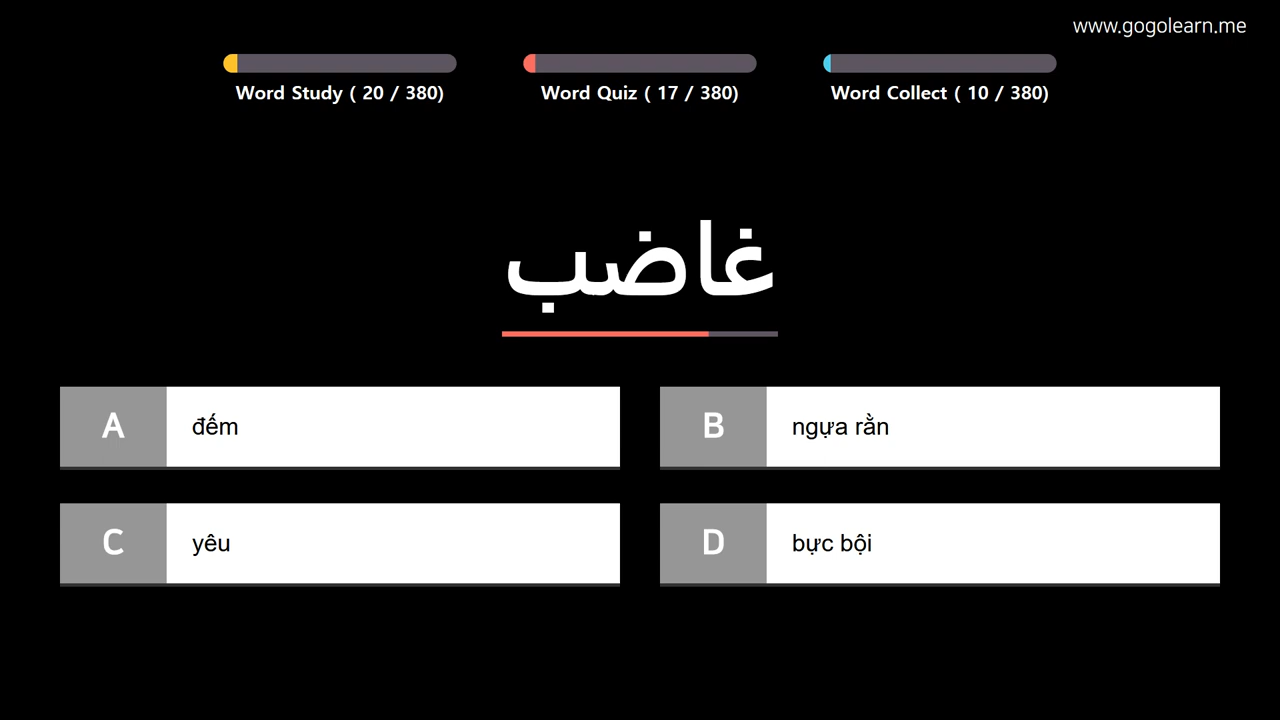 www.gogolearn.me
Word Study ( 20 / 380)
Word Quiz ( 17 / 380)
Word Collect ( 10 / 380)
غاضب
A đếm
B ngựa rằn
C yêu
D bực bội